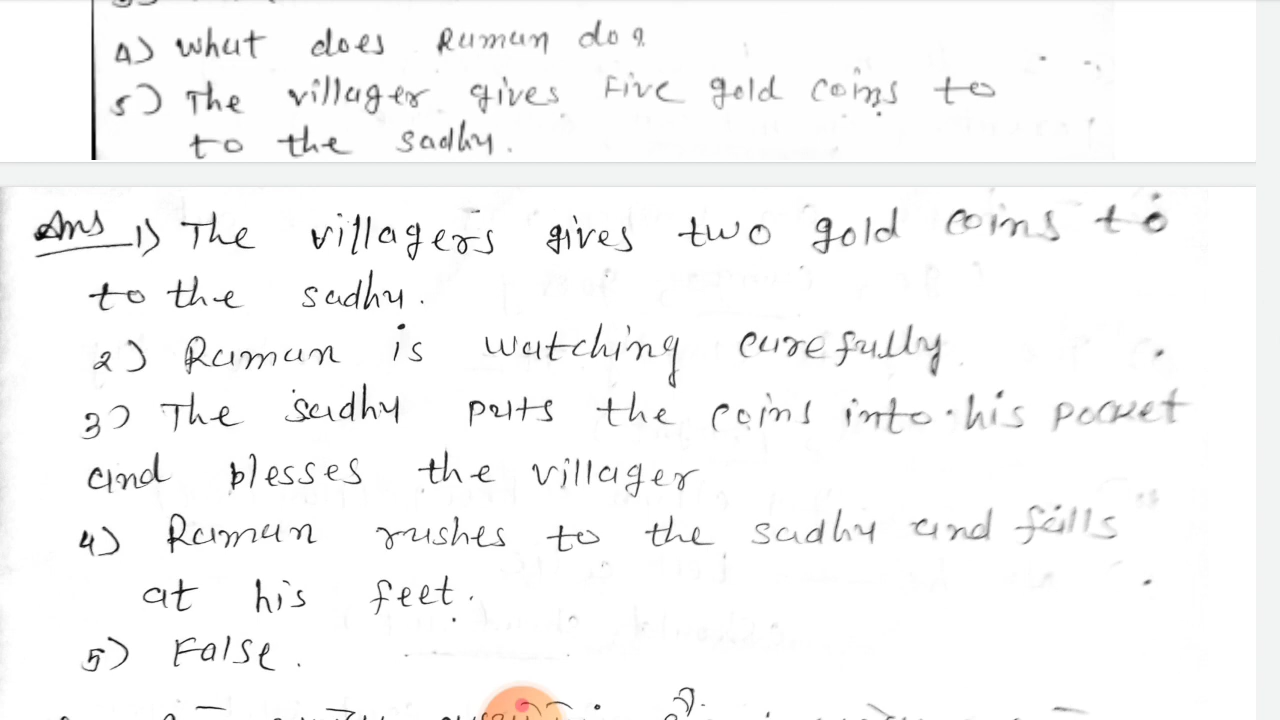 4) What does Raman do?
5) The villager gives Five gold coins to
to the sadhu.
Ans 1) The villagers gives two gold coins to
to the sadhu.
2) Raman is watching carefully
3) The sadhu puts the coins into his pocket
and blesses the villager
4) Raman rushes to the sadhu and falls
at his feet.
5) False.